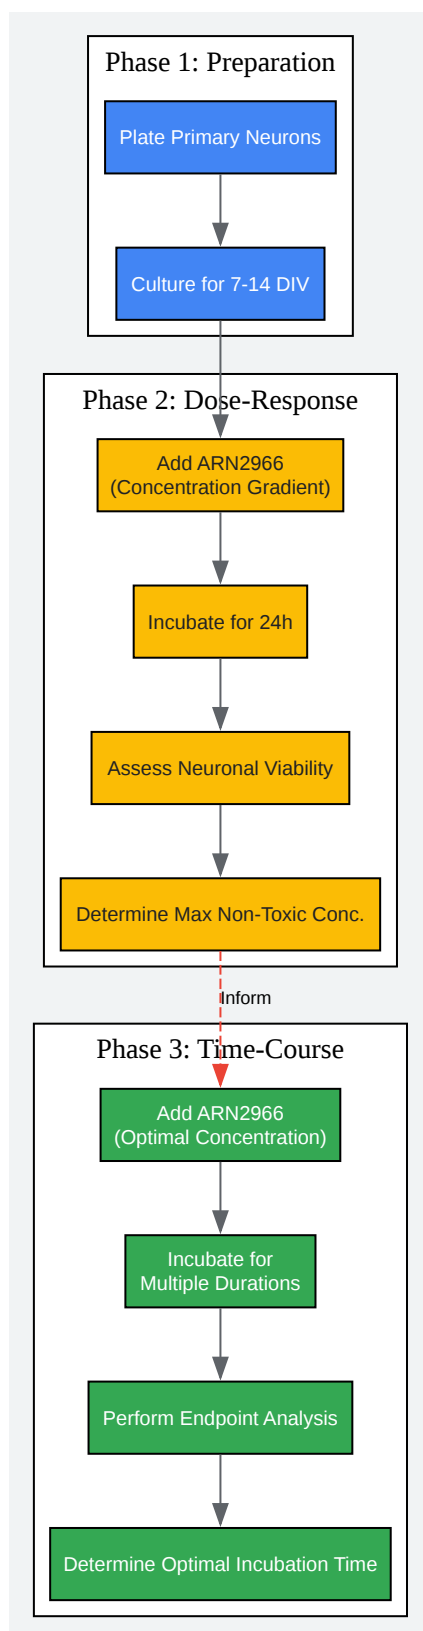 Phase 1: Preparation
Plate Primary Neurons
Culture for 7-14 DIV
Phase 2: Dose-Response
Add ARN2966
(Concentration Gradient)
Incubate for 24h
Assess Neuronal Viability
Determine Max Non-Toxic Conc.
Inform
Phase 3: Time-Course
Add ARN2966
(Optimal Concentration)
Incubate for
Multiple Durations
Perform Endpoint Analysis
Determine Optimal Incubation Time